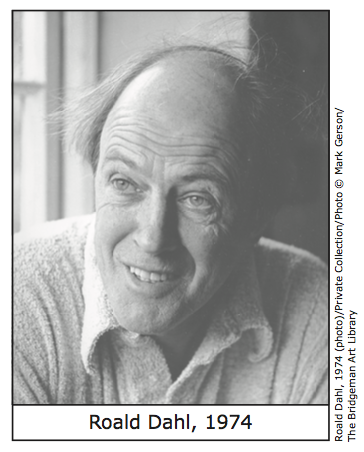 Roald Dahl, 1974
Roald Dahl, 1974 (photo)/Private Collection/Photo © Mark Gerson/
The Bridgeman Art Library